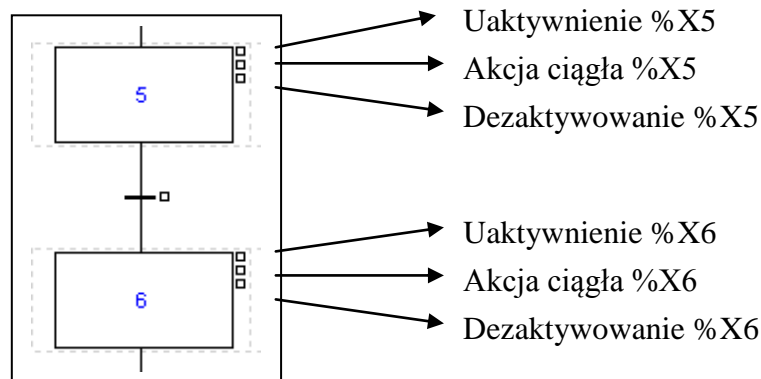 Uaktywnienie %X5
5
Akcja ciągła %X5
Dezaktywowanie %X5
Uaktywnienie %X6
6
Akcja ciągła %X6
Dezaktywowanie %X6